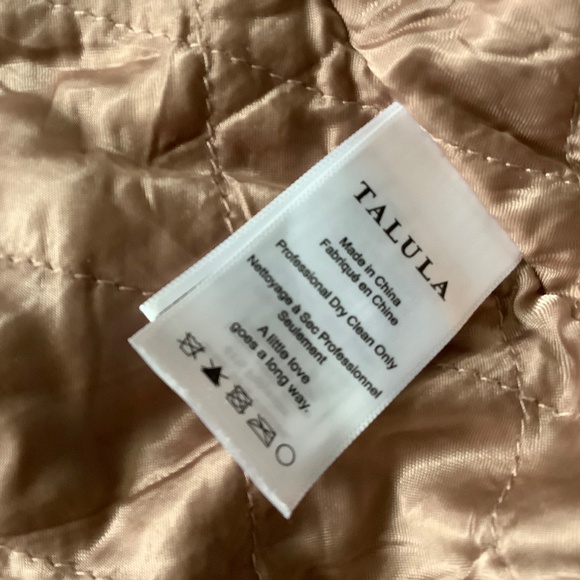 TALULA
Made in China
Fabriqué en Chine
Professional Dry Clean Only
Nettoyage à Sec Professionnel
Seulement
A little love
goes a long way.